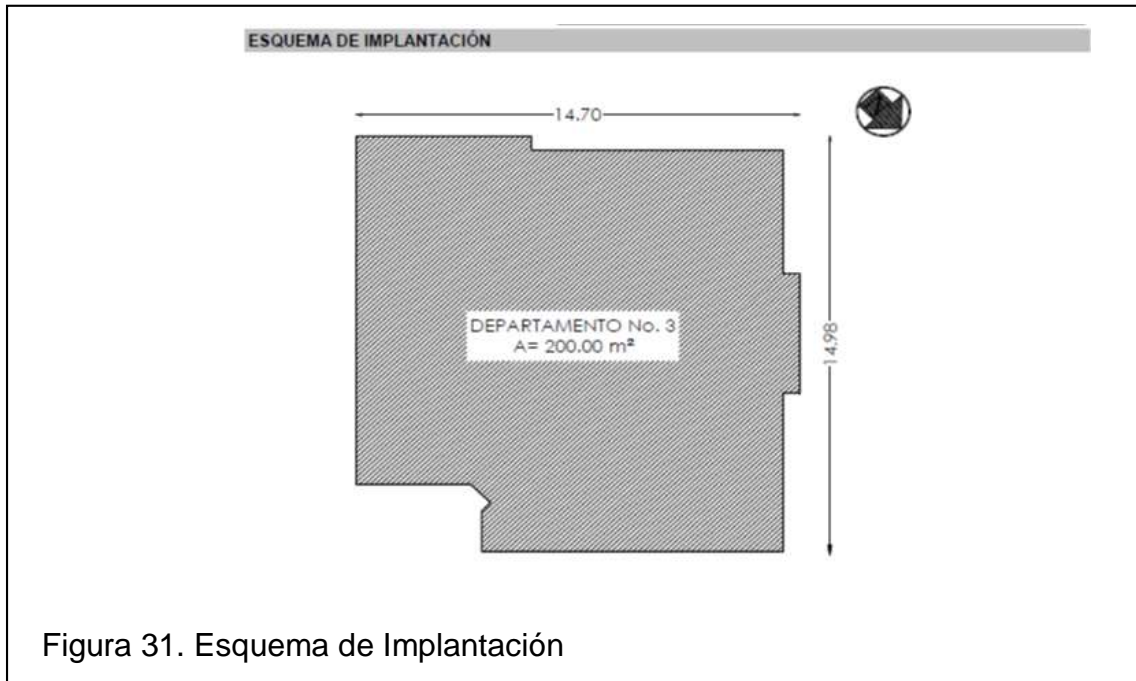 ESQUEMA DE IMPLANTACIÓN
14.70
DEPARTAMENTO No. 3
A= 200.00 m²
14.98
Figura 31. Esquema de Implantación